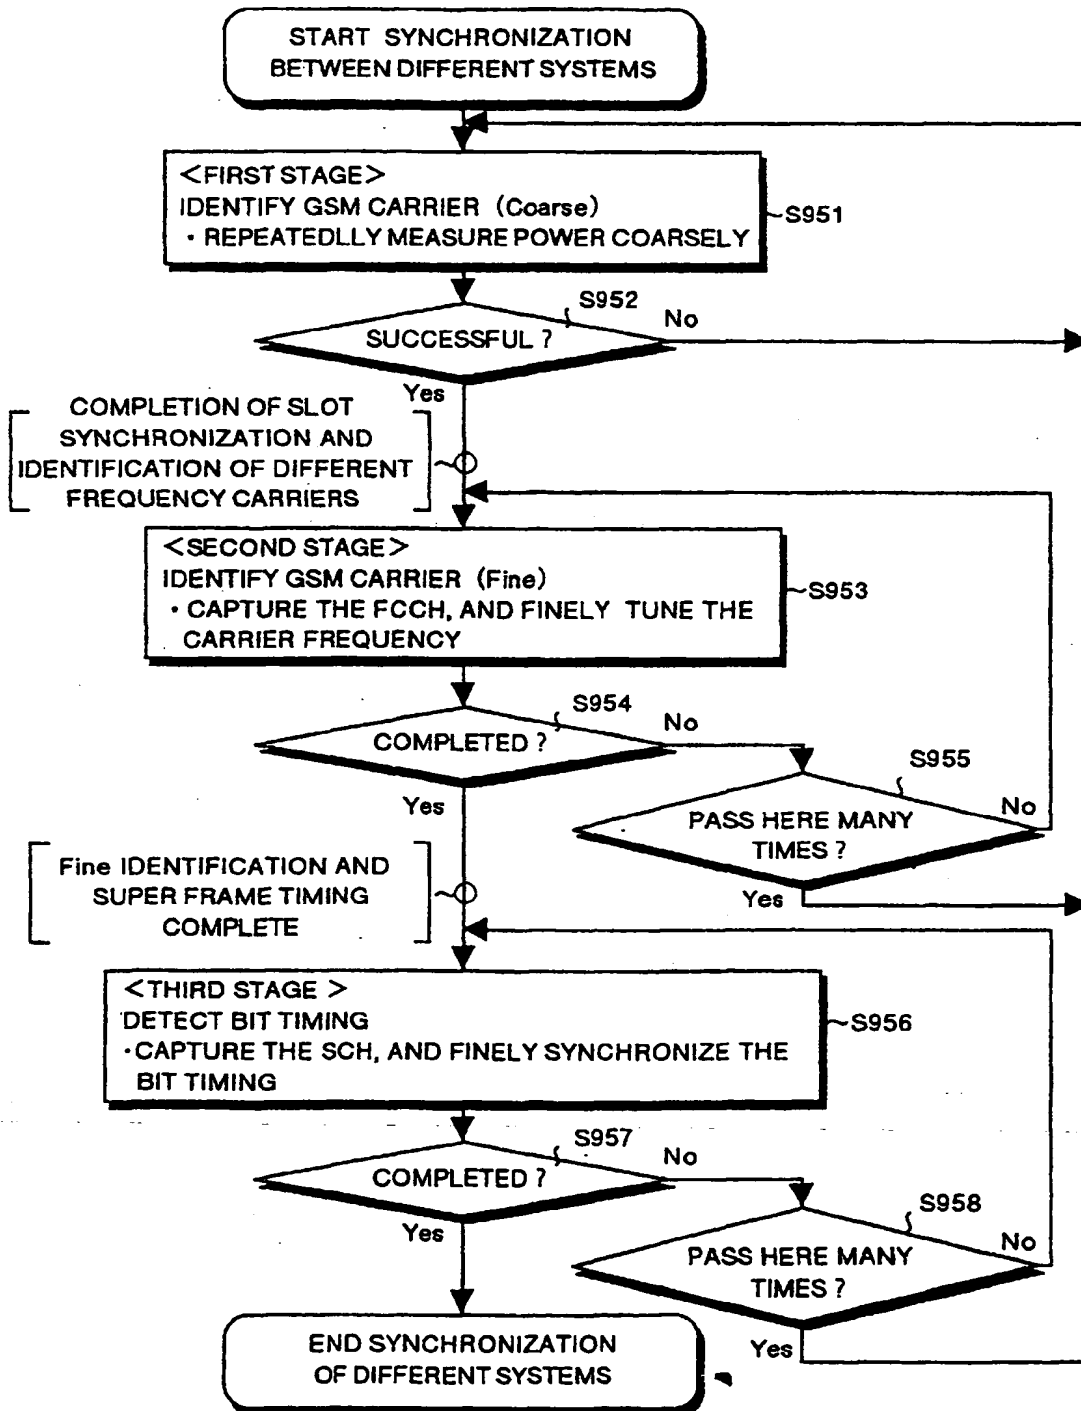 START SYNCHRONIZATION
BETWEEN DIFFERENT SYSTEMS
<FIRST STAGE>
IDENTIFY GSM CARRIER (Coarse)
· REPEATEDLLY MEASURE POWER COARSELY
S951
S952
SUCCESSFUL ?
No
Yes
COMPLETION OF SLOT
SYNCHRONIZATION AND
IDENTIFICATION OF DIFFERENT
FREQUENCY CARRIERS
<SECOND STAGE>
IDENTIFY GSM CARRIER (Fine)
· CAPTURE THE FCCH, AND FINELY TUNE THE
CARRIER FREQUENCY
S953
S954
COMPLETED ?
No
Yes
S955
PASS HERE MANY
TIMES ?
No
Yes
Fine IDENTIFICATION AND
SUPER FRAME TIMING
COMPLETE
<THIRD STAGE >
DETECT BIT TIMING
· CAPTURE THE SCH, AND FINELY SYNCHRONIZE THE
BIT TIMING
S956
S957
COMPLETED ?
No
Yes
S958
PASS HERE MANY
TIMES ?
No
Yes
END SYNCHRONIZATION
OF DIFFERENT SYSTEMS